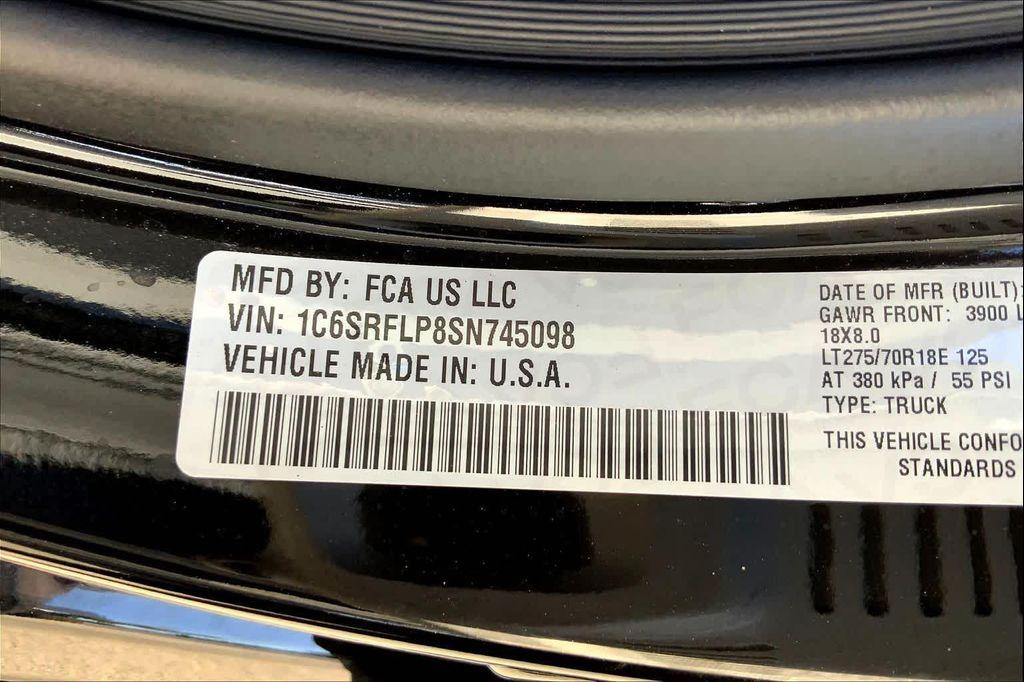 MFD BY: FCA US LLC
VIN: 1C6SRFLP8SN745098
VEHICLE MADE IN: U.S.A.
DATE OF MFR (BUILT):
GAWR FRONT: 3900 L
18X8.0
LT275/70R18E 125
AT 380 kPa / 55 PSI
TYPE: TRUCK
THIS VEHICLE CONFO
STANDARDS